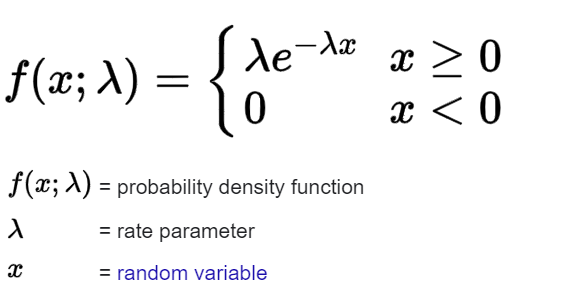 f(x; λ) = { λe^{−λx} x ≥ 0
0 x < 0
f(x; λ) = probability density function
λ = rate parameter
x = random variable